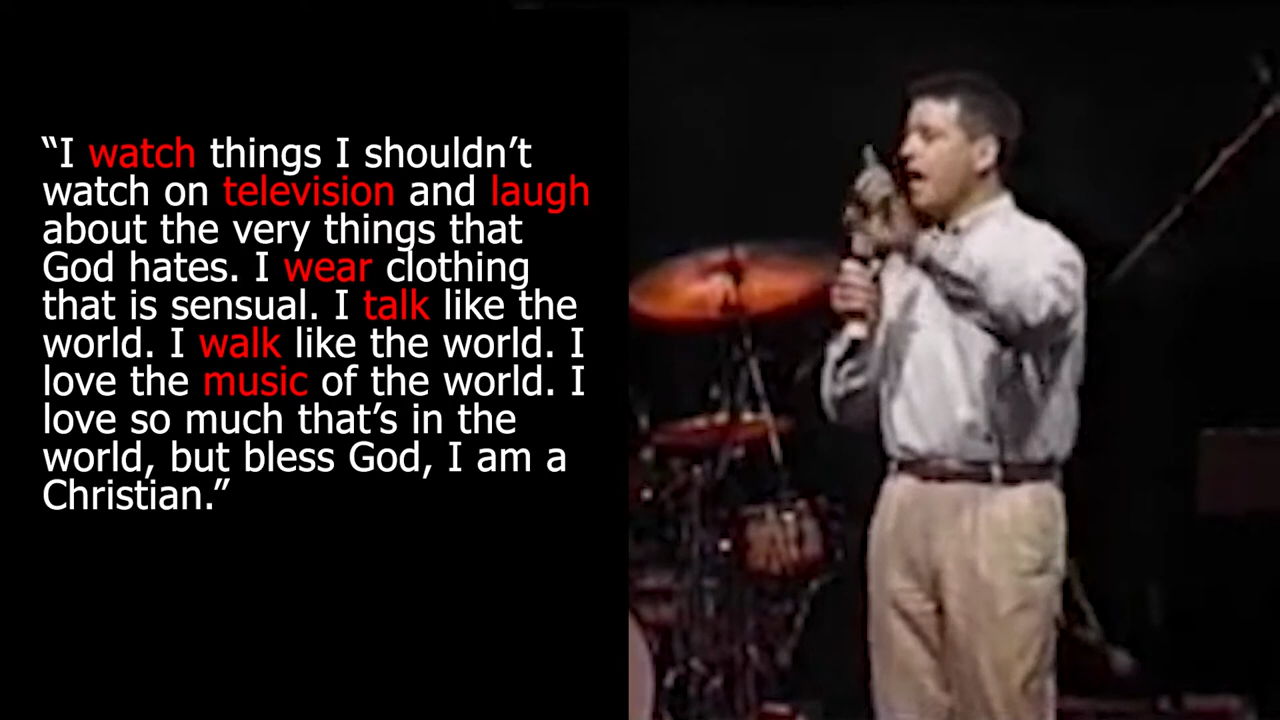 “I watch things I shouldn’t
watch on television and laugh
about the very things that
God hates. I wear clothing
that is sensual. I talk like the
world. I walk like the world. I
love the music of the world. I
love so much that’s in the
world, but bless God, I am a
Christian.”